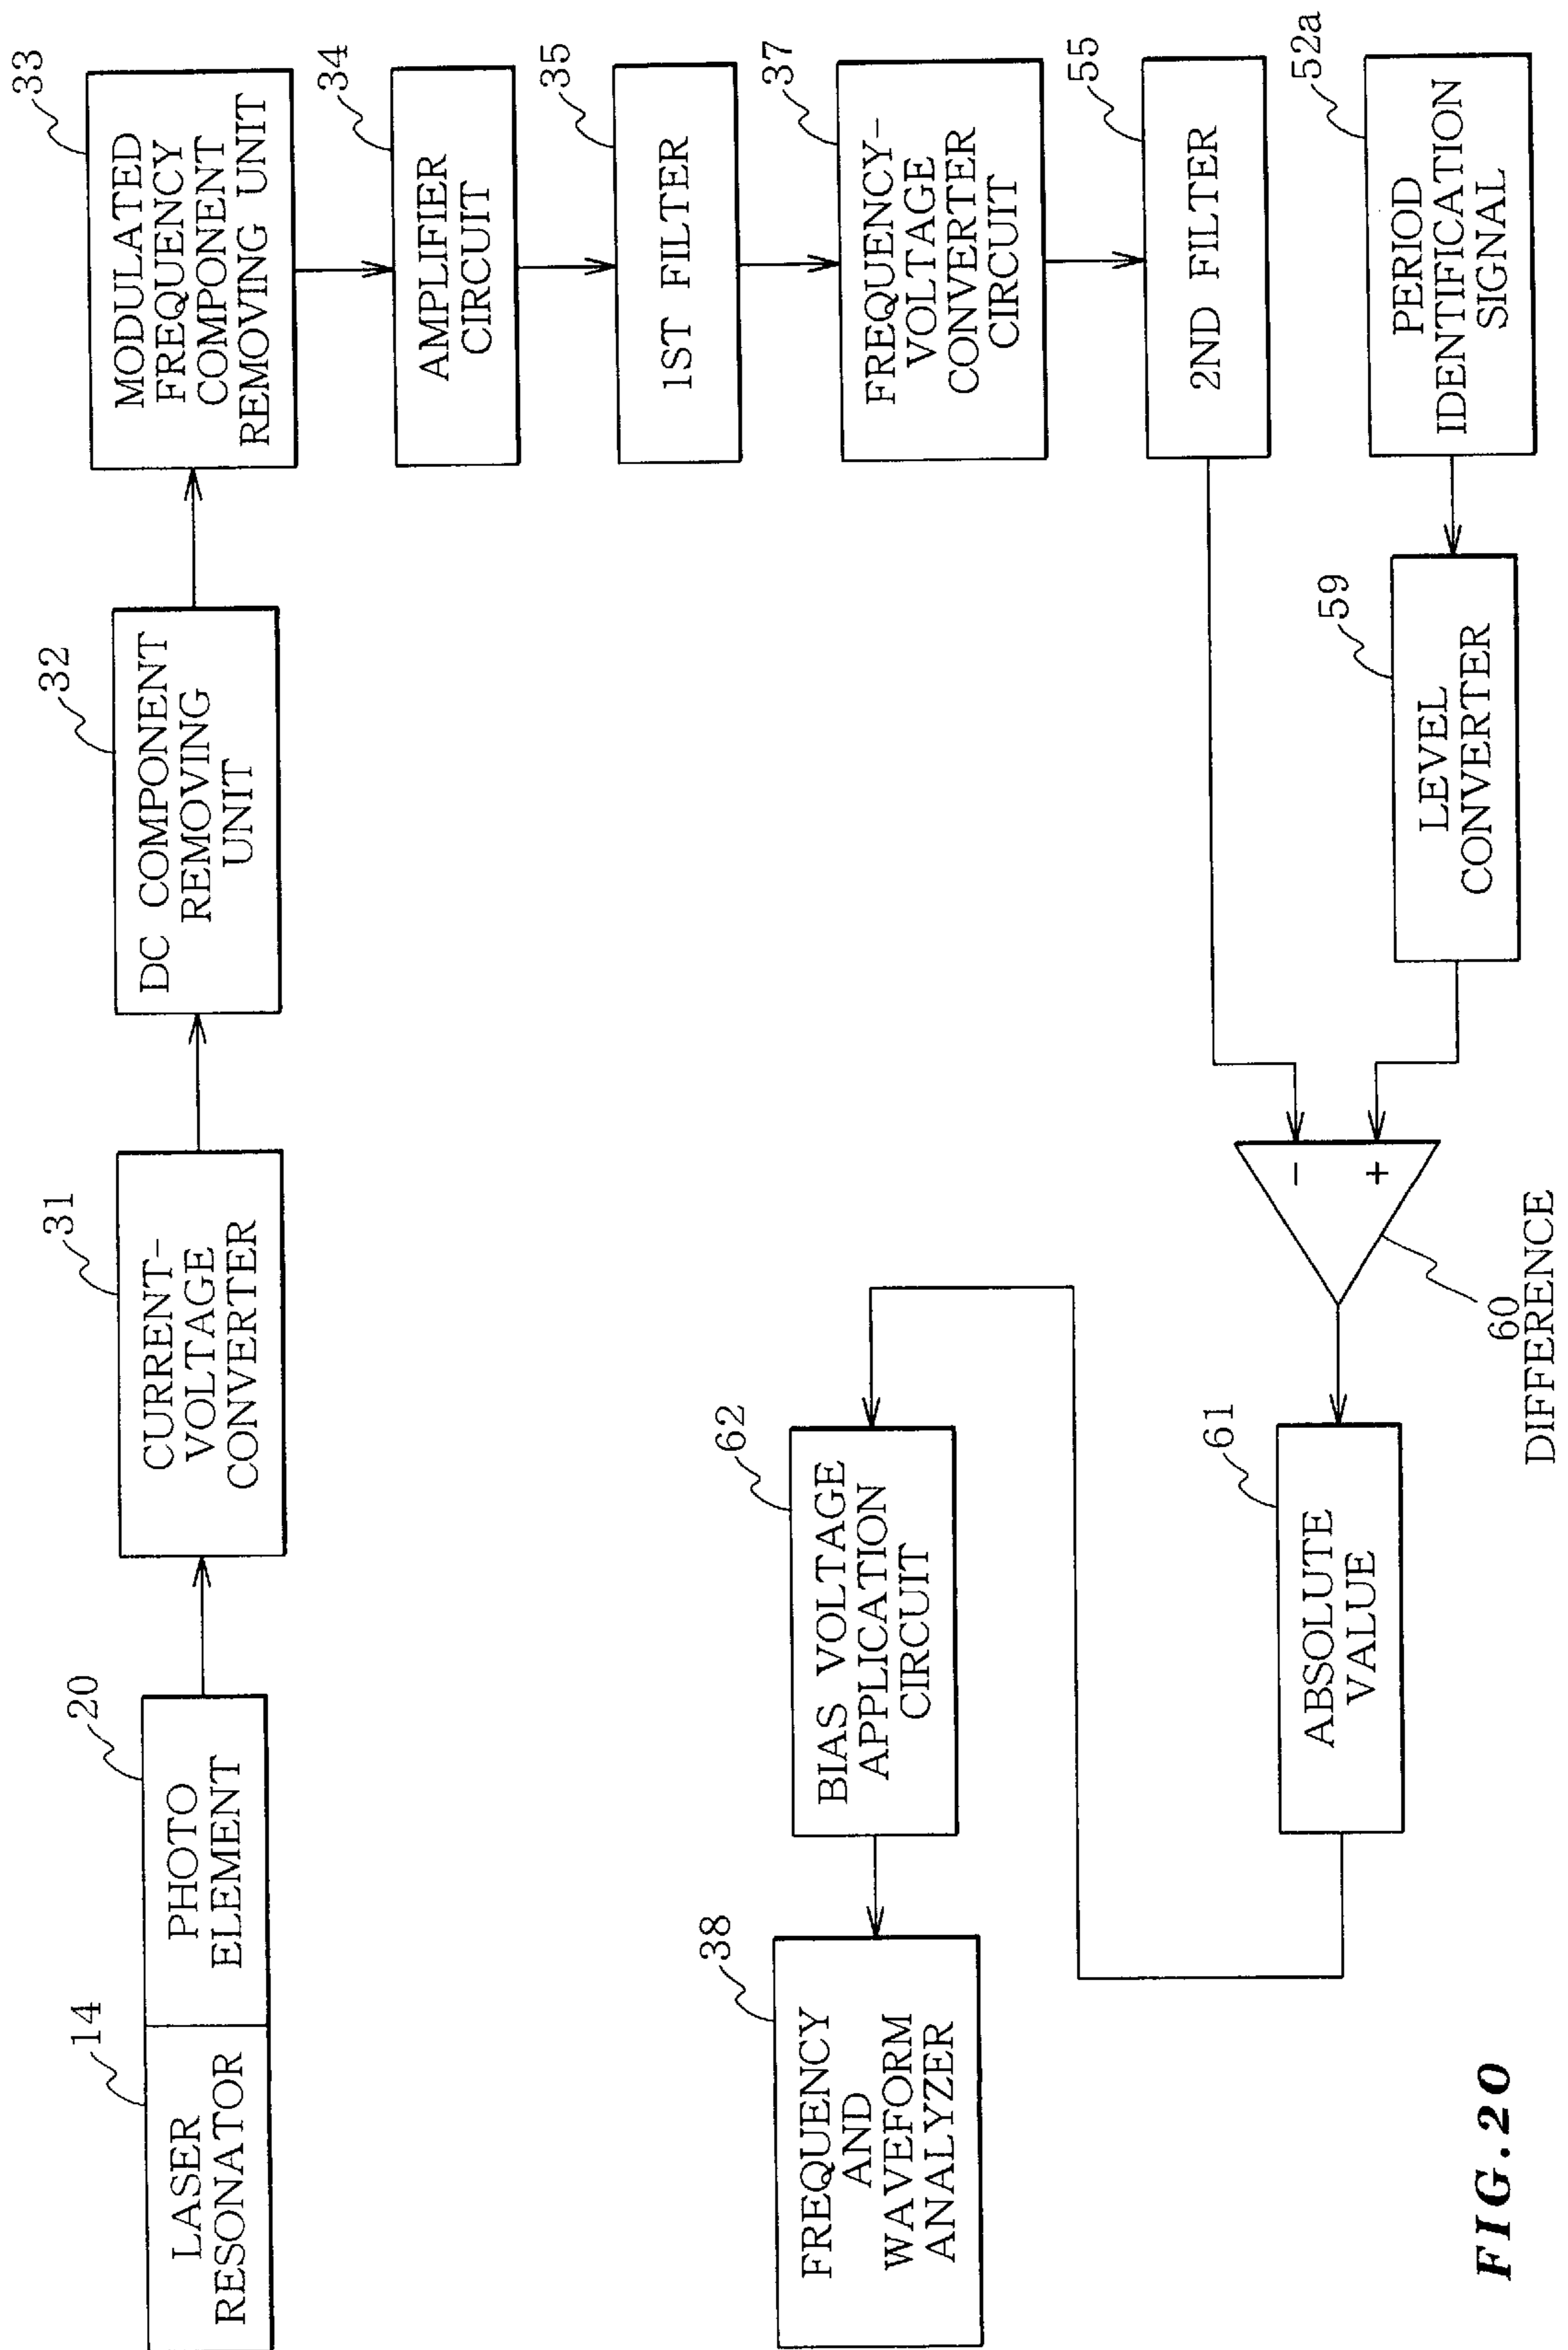 14
LASER
RESONATOR
20
PHOTO
ELEMENT
31
CURRENT-
VOLTAGE
CONVERTER
32
DC COMPONENT
REMOVING
UNIT
33
MODULATED
FREQUENCY
COMPONENT
REMOVING UNIT
34
AMPLIFIER
CIRCUIT
35
1ST FILTER
37
FREQUENCY-
VOLTAGE
CONVERTER
CIRCUIT
55
2ND FILTER
52a
PERIOD
IDENTIFICATION
SIGNAL
59
LEVEL
CONVERTER
−
+
60
DIFFERENCE
61
ABSOLUTE
VALUE
62
BIAS VOLTAGE
APPLICATION
CIRCUIT
38
FREQUENCY
AND
WAVEFORM
ANALYZER
FIG.20